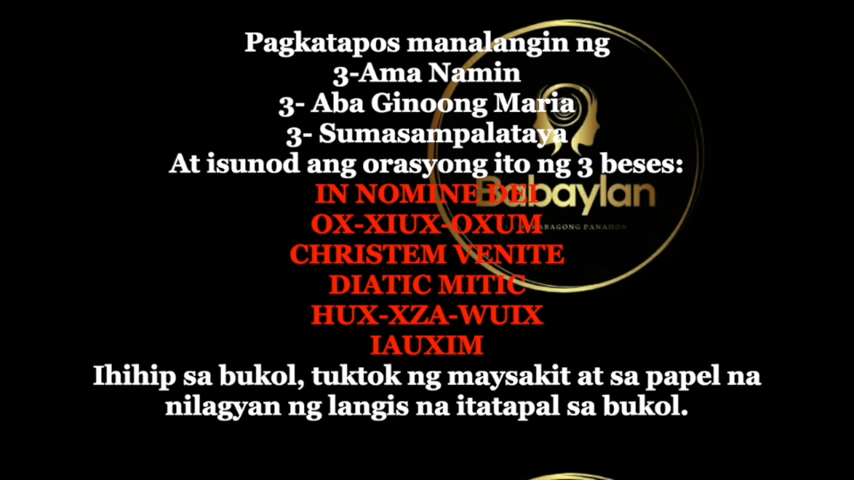 Pagkatapos manalangin ng
3-Ama Namin
3- Aba Ginoong Maria
3- Sumasampalataya
At isunod ang orasyong ito ng 3 beses:
IN NOMINE DEI
Babaylan
OX-XIUX-OXUM
PANAHON
CHRISTEM VENITE
DIATIC MITIC
HUX-XZA-WUIX
IAUXIM
Ihihip sa bukol, tuktok ng maysakit at sa papel na
nilagyan ng langis na itatapal sa bukol.